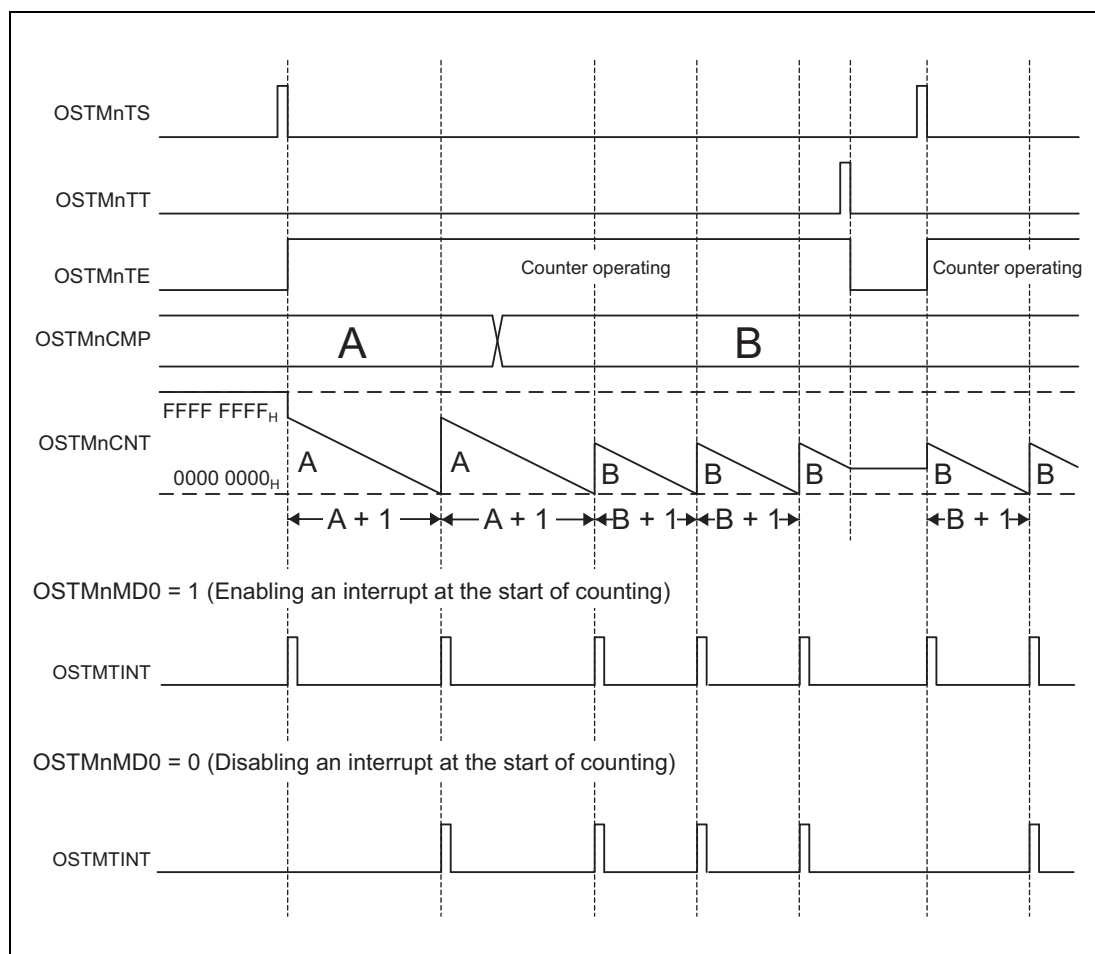 OSTMnTS
OSTMnTT
OSTMnTE
Counter operating
Counter operating
OSTMnCMP
A
B
FFFF FFFFH
OSTMnCNT
0000 0000H
A
A
B
B
B
B
B
A + 1
A + 1
B + 1
B + 1
B + 1
OSTMnMD0 = 1 (Enabling an interrupt at the start of counting)
OSTMTINT
OSTMnMD0 = 0 (Disabling an interrupt at the start of counting)
OSTMTINT